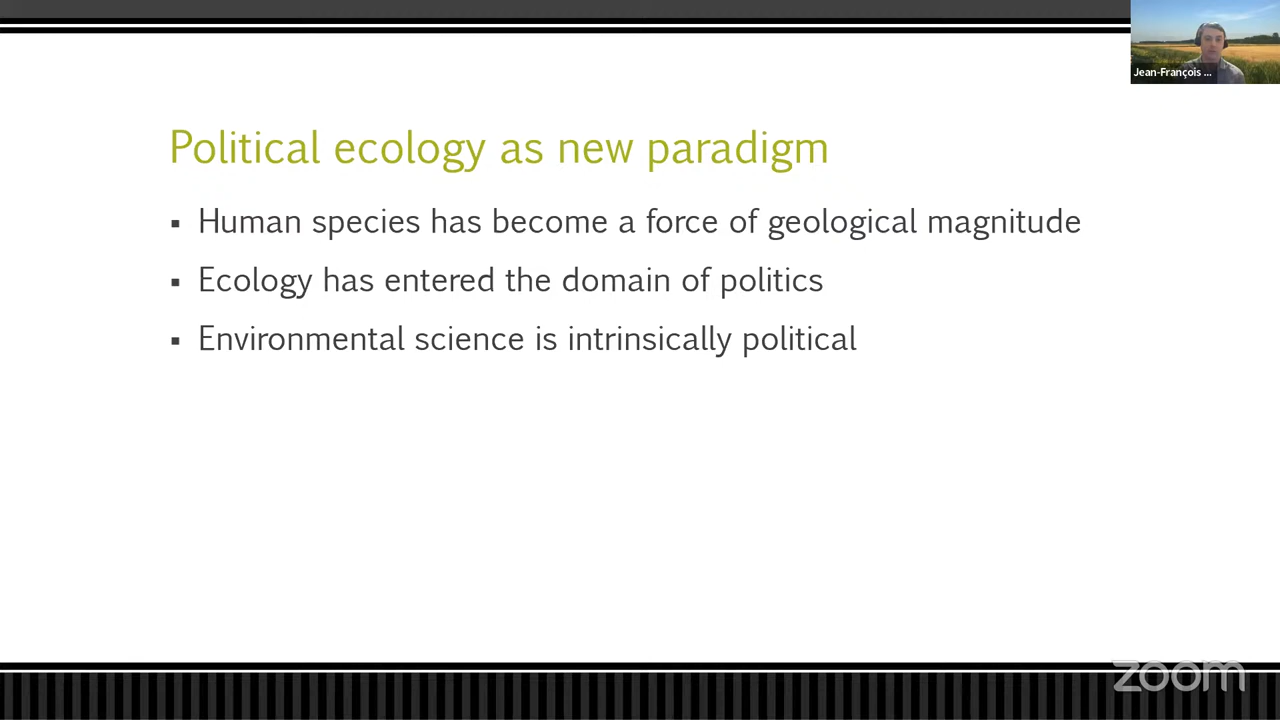 Jean-François ...
Political ecology as new paradigm
▪ Human species has become a force of geological magnitude
▪ Ecology has entered the domain of politics
▪ Environmental science is intrinsically political
zoom